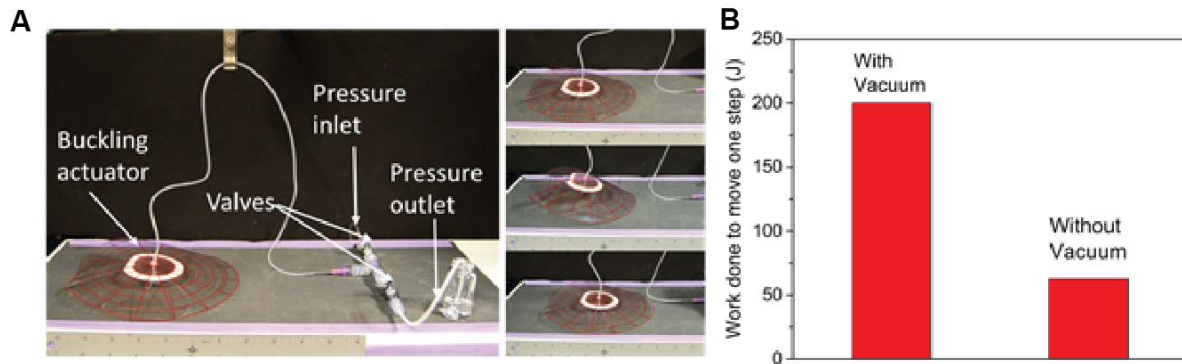 A
Buckling
actuator
Pressure
inlet
Valves
Pressure
outlet
B
Work done to move one step (J)
250
200
150
100
50
0
With
Vacuum
Without
Vacuum